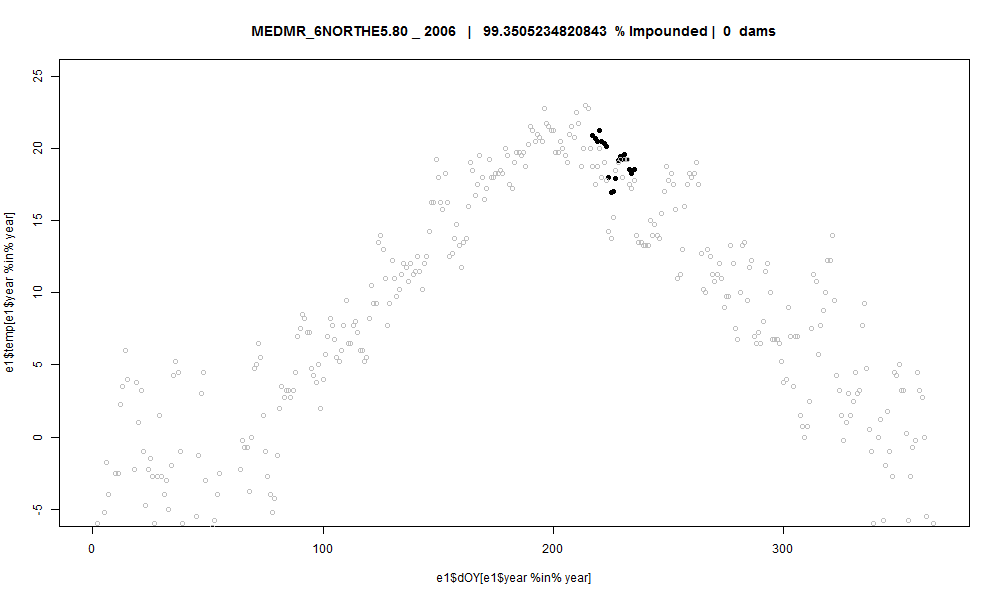 MEDMR_6NORTHE5.80 _ 2006 | 99.3505234820843 % Impounded | 0 dams
25
20
15
10
5
0
-5
e1$temp[e1$year %in% year]
0 100 200 300
e1$dOY[e1$year %in% year]